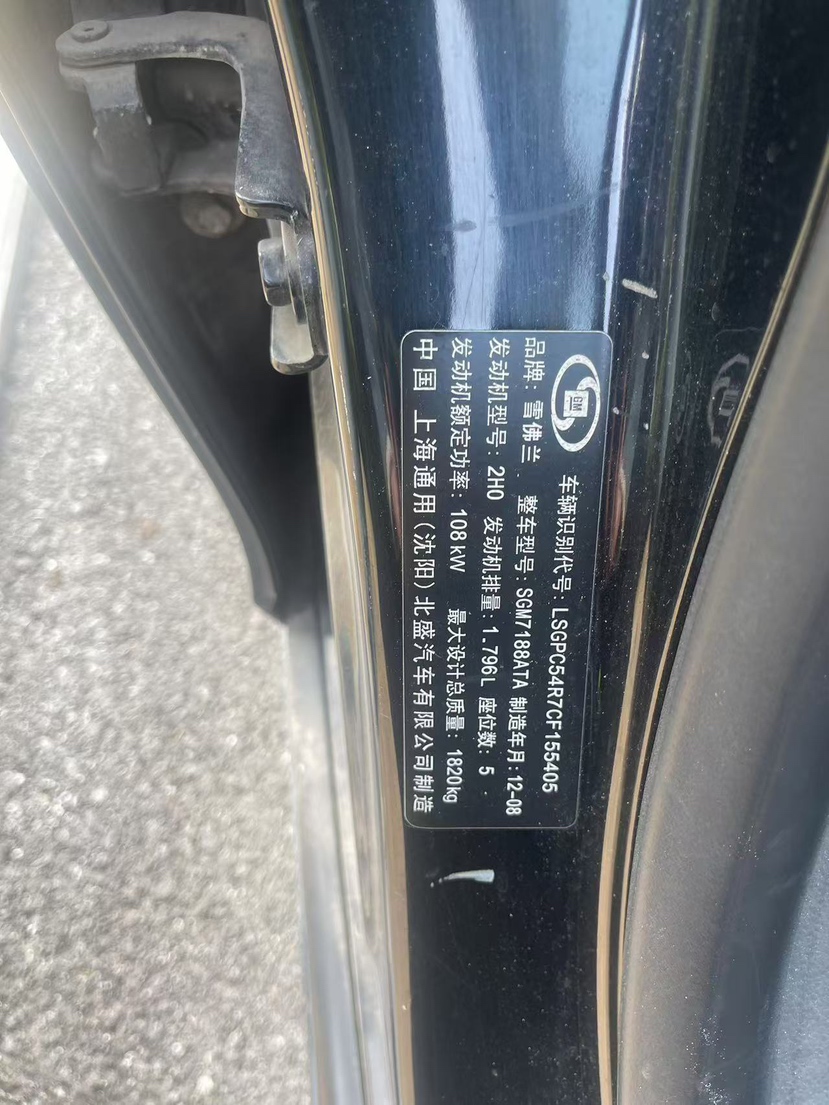 GM
车辆识别代号:LSGPC54R7CF155405
品牌: 雪佛兰 整车型号:SGM7188ATA 制造年月:12-08
发动机型号: 2H0 发动机排量:1.796L 座位数: 5
发动机额定功率: 108kW 最大设计总质量: 1820kg
中国 上海通用(沈阳)北盛汽车有限公司制造